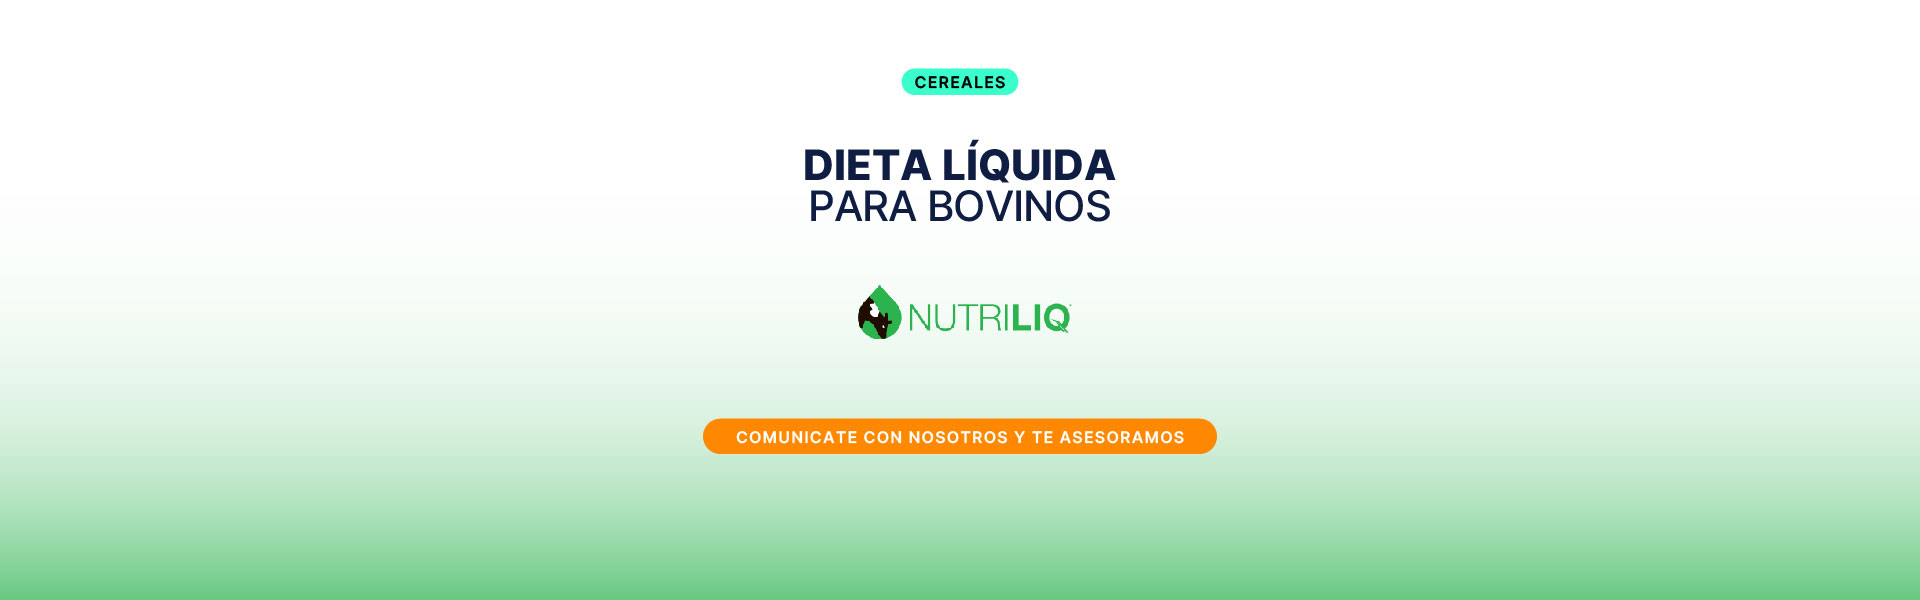 CEREALES
DIETA LÍQUIDA
PARA BOVINOS
NUTRILIQ
COMUNICATE CON NOSOTROS Y TE ASESORAMOS